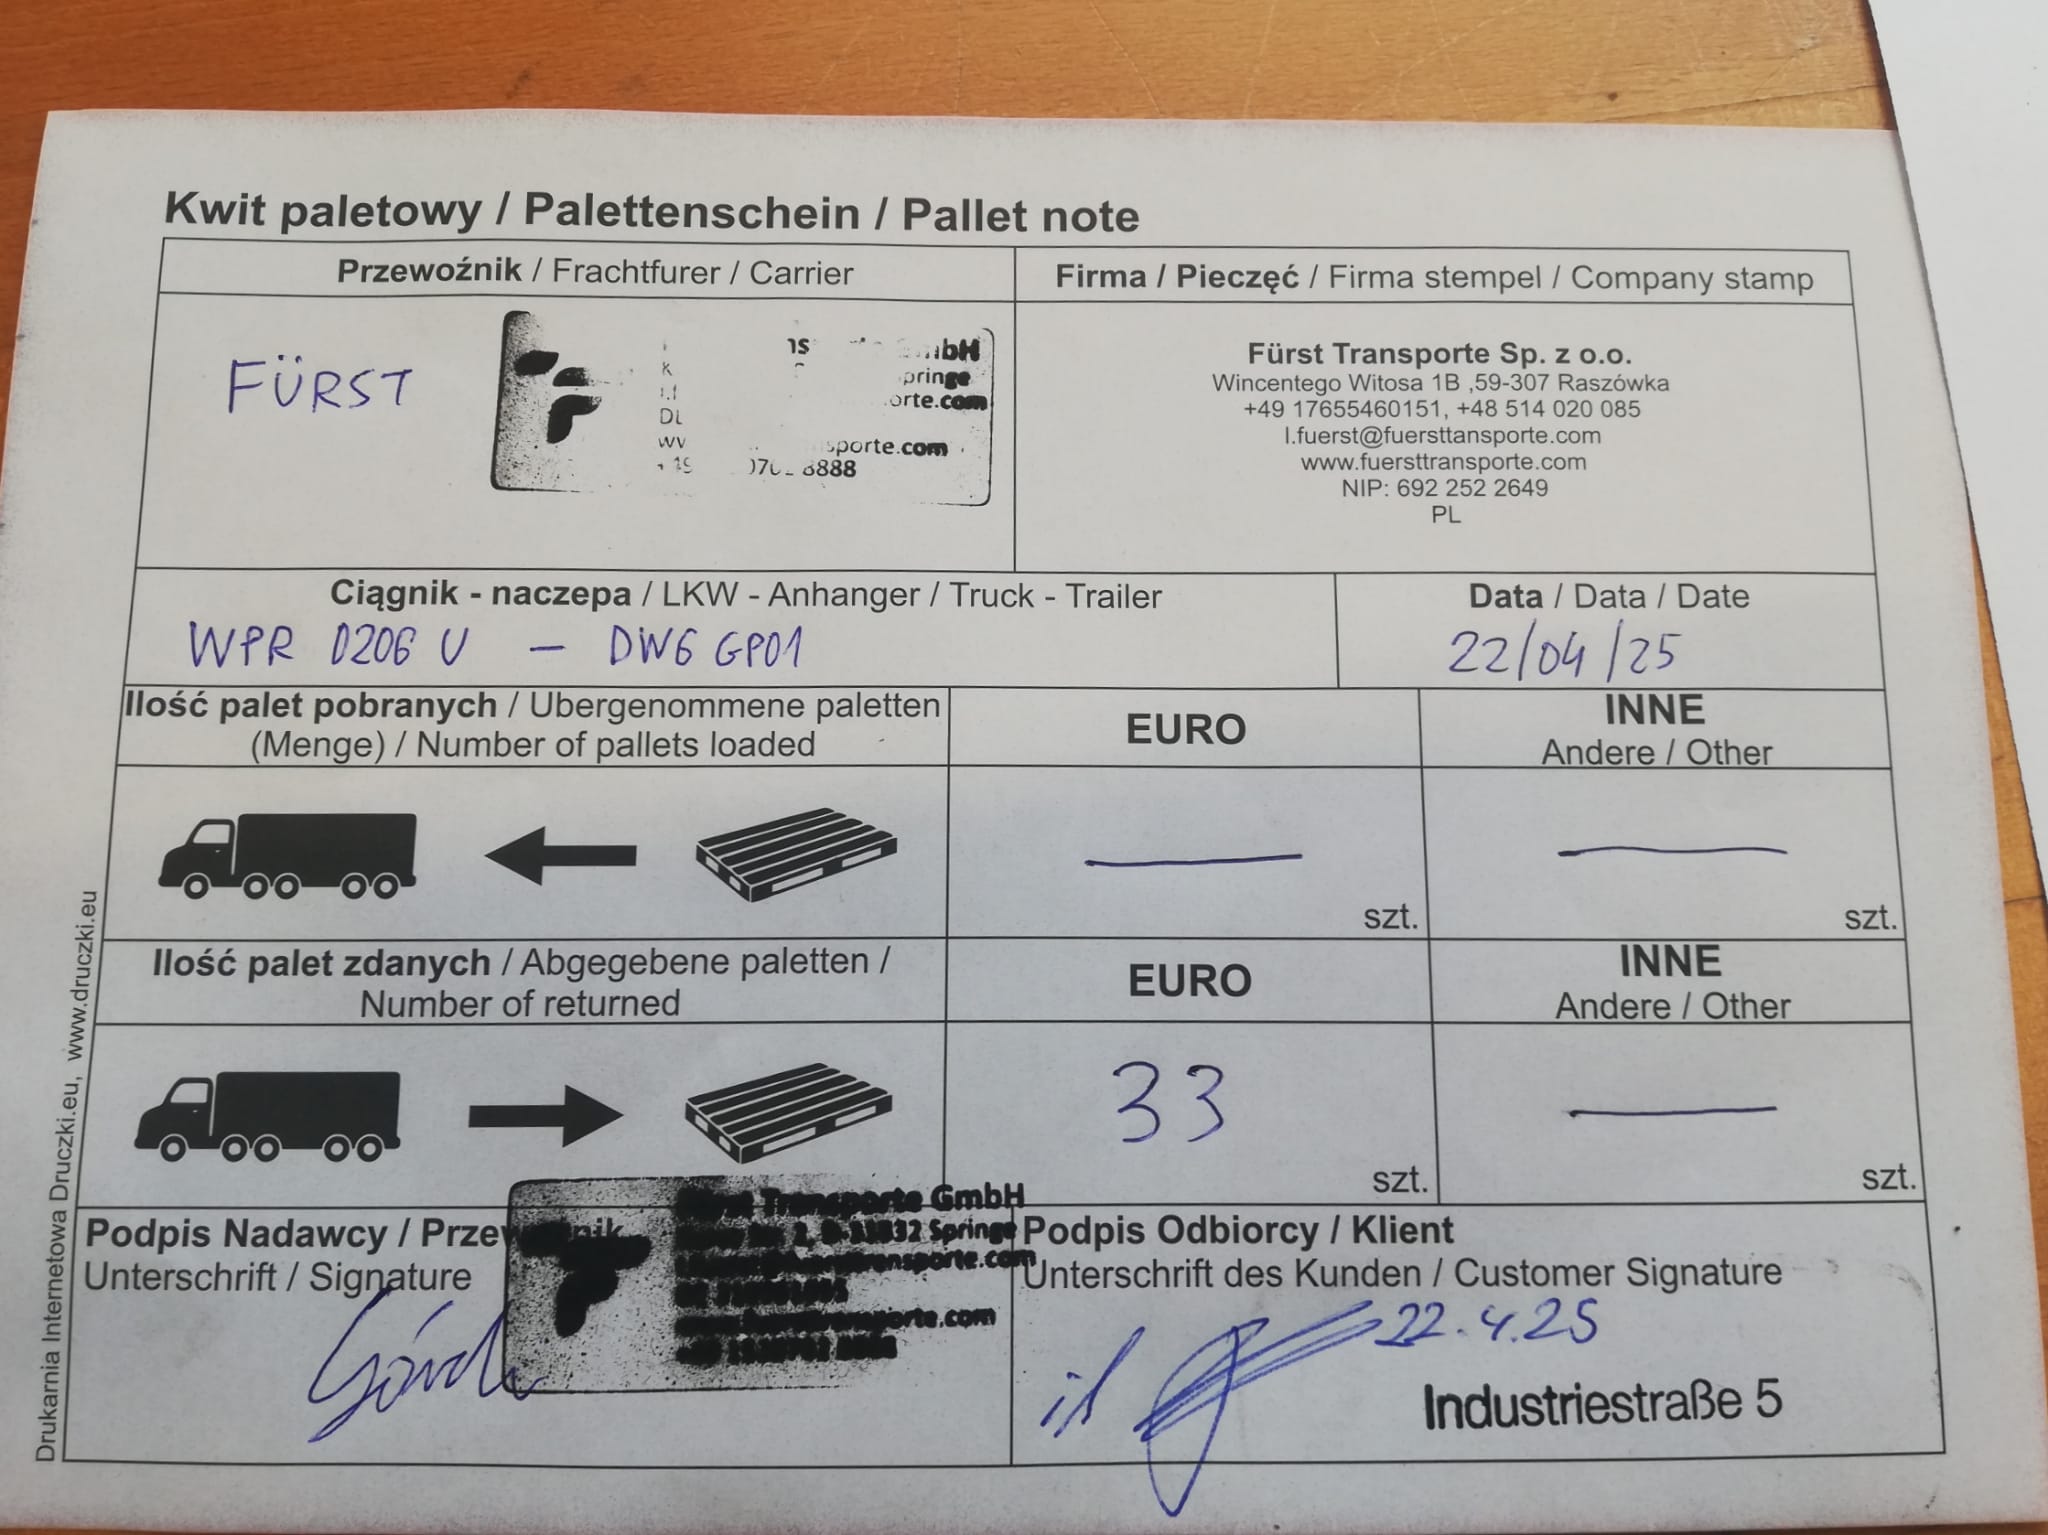 Kwit paletowy / Palettenschein / Pallet note
Przewoźnik / Frachtfurer / Carrier
Firma / Pieczęć / Firma stempel / Company stamp
FÜRST
Fürst Transporte Sp. z o.o.
Wincentego Witosa 1B ,59-307 Raszówka
+49 17655460151, +48 514 020 085
l.fuerst@fuersttansporte.com
www.fuersttransporte.com
NIP: 692 252 2649
PL
Ciągnik - naczepa / LKW - Anhanger / Truck - Trailer
Data / Data / Date
WPR 0206 U — DW6 GP01
22/04/25
Ilość palet pobranych / Ubergenommene paletten
(Menge) / Number of pallets loaded
EURO
INNE
Andere / Other
szt.
szt.
Ilość palet zdanych / Abgegebene paletten /
Number of returned
EURO
INNE
Andere / Other
33
szt.
szt.
Transporte GmbH
Springe
Podpis Nadawcy /
Unterschrift / Signature
Podpis Odbiorcy / Klient
Unterschrift des Kunden / Customer Signature
22.4.25
Industriestraße 5
Drukarnia Internetowa Druczki.eu, www.druczki.eu